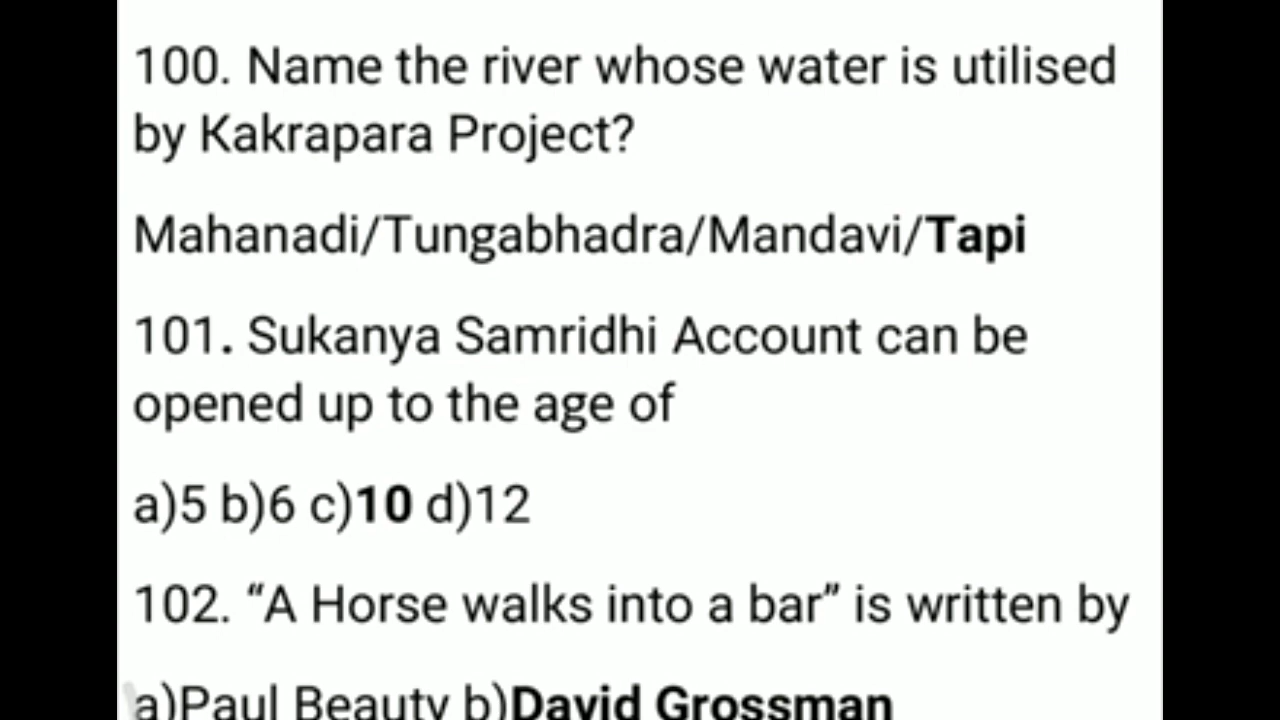 100. Name the river whose water is utilised
by Kakrapara Project?
Mahanadi/Tungabhadra/Mandavi/Tapi
101. Sukanya Samridhi Account can be
opened up to the age of
a)5 b)6 c)10 d)12
102. “A Horse walks into a bar” is written by
a)Paul Beauty b)David Grossman